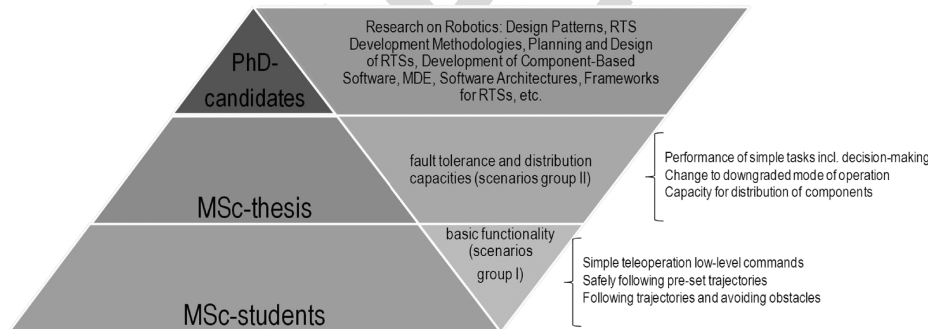 PhD-
candidates
Research on Robotics: Design Patterns, RTS
Development Methodologies, Planning and Design
of RTSs, Development of Component-Based
Software, MDE, Software Architectures, Frameworks
for RTSs, etc.
MSc-thesis
fault tolerance and distribution
capacities (scenarios group II)
Performance of simple tasks incl. decision-making
Change to downgraded mode of operation
Capacity for distribution of components
MSc-students
basic functionality
(scenarios
group I)
Simple teleoperation low-level commands
Safely following pre-set trajectories
Following trajectories and avoiding obstacles